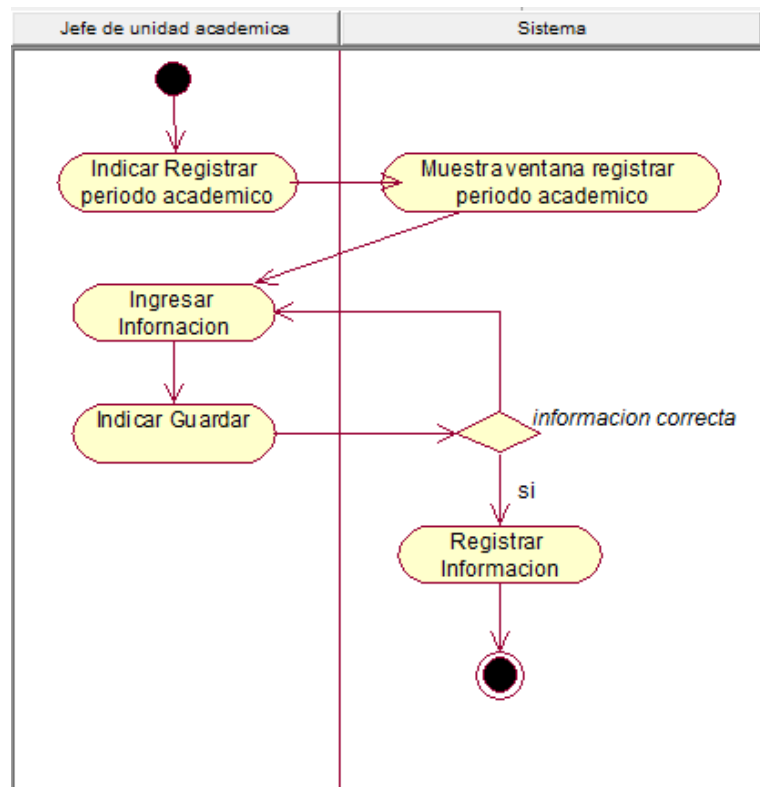 Jefe de unidad academica
Sistema
Indicar Registrar
periodo academico
Muestra ventana registrar
periodo academico
Ingresar
Infornacion
Indicar Guardar
informacion correcta
si
Registrar
Informacion